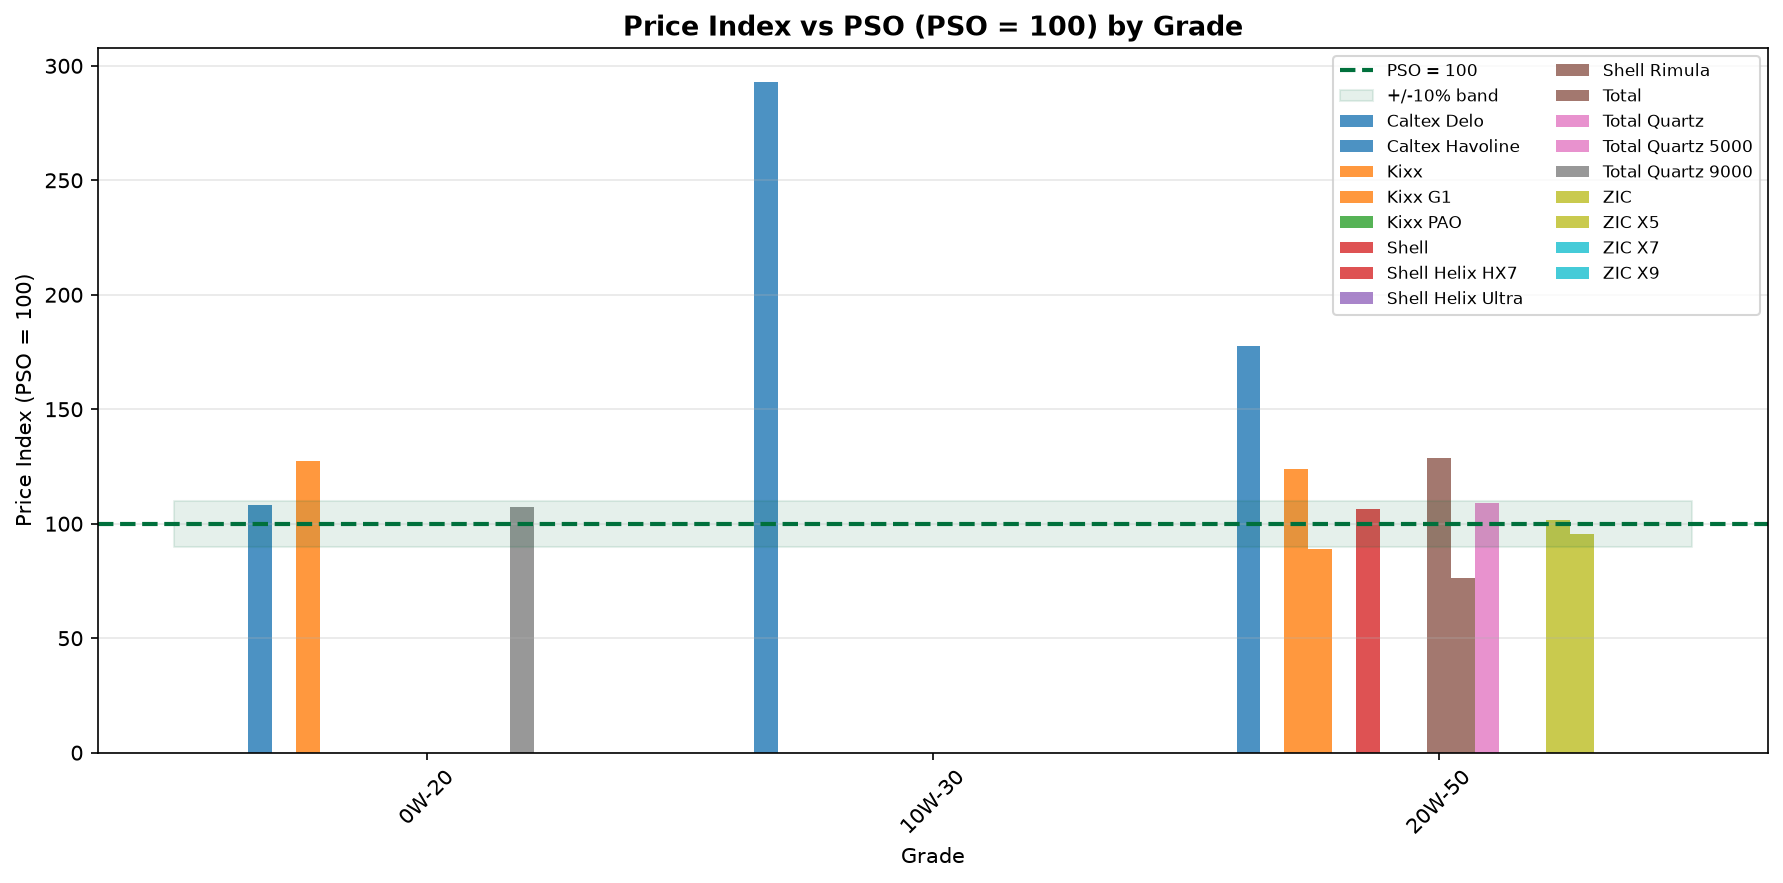 Price Index vs PSO (PSO = 100) by Grade
Price Index (PSO = 100)
300
250
200
150
100
50
0
PSO = 100
+/-10% band
Caltex Delo
Caltex Havoline
Kixx
Kixx G1
Kixx PAO
Shell
Shell Helix HX7
Shell Helix Ultra
Shell Rimula
Total
Total Quartz
Total Quartz 5000
Total Quartz 9000
ZIC
ZIC X5
ZIC X7
ZIC X9
0W-20
10W-30
20W-50
Grade